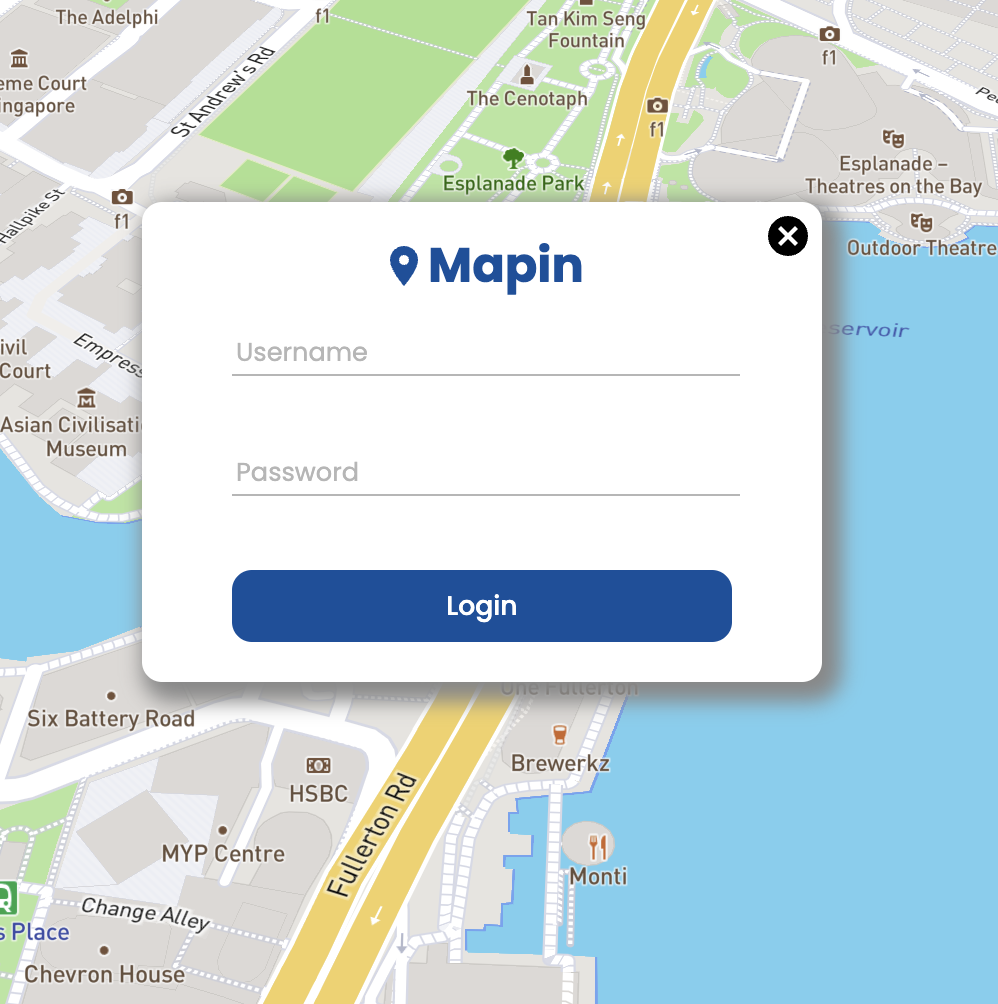 The Adelphi
f1
Tan Kim Seng
Fountain
f1
eme Court
ingapore
St Andrew's Rd
The Cenotaph
f1
Esplanade –
Theatres on the Bay
Esplanade Park
Hallpike St
f1
Outdoor Theatre
Mapin
servoir
Username
ivil
Court
Empress
Asian Civilisati
Museum
Password
Login
One Fullerton
Six Battery Road
Brewerkz
HSBC
Fullerton Rd
MYP Centre
Monti
Change Alley
s Place
Chevron House